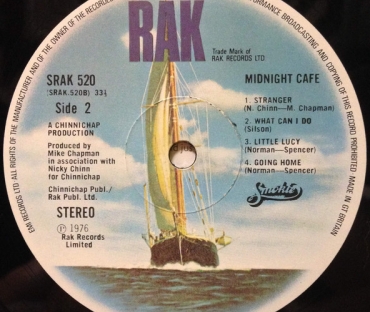 RAK
Trade Mark of
RAK RECORDS LTD
SRAK 520
(SRAK.520B) 33⅓
Side 2
A CHINNICHAP
PRODUCTION
Produced by
Mike Chapman
in association with
Nicky Chinn
for Chinnichap
Chinnichap Publ./
Rak Publ. Ltd.
STEREO
℗ 1976
Rak Records
Limited
MIDNIGHT CAFE
1. STRANGER
(N. Chinn—M. Chapman)
2. WHAT CAN I DO
(Silson)
3. LITTLE LUCY
(Norman—Spencer)
4. GOING HOME
(Norman—Spencer)
Smokie
EMI RECORDS LTD ALL RIGHTS OF THE MANUFACTURER AND OF THE OWNER OF THE RECORDED
PERFORMANCE BROADCASTING AND COPYING OF THIS RECORD PROHIBITED · MADE IN GT BRITAIN